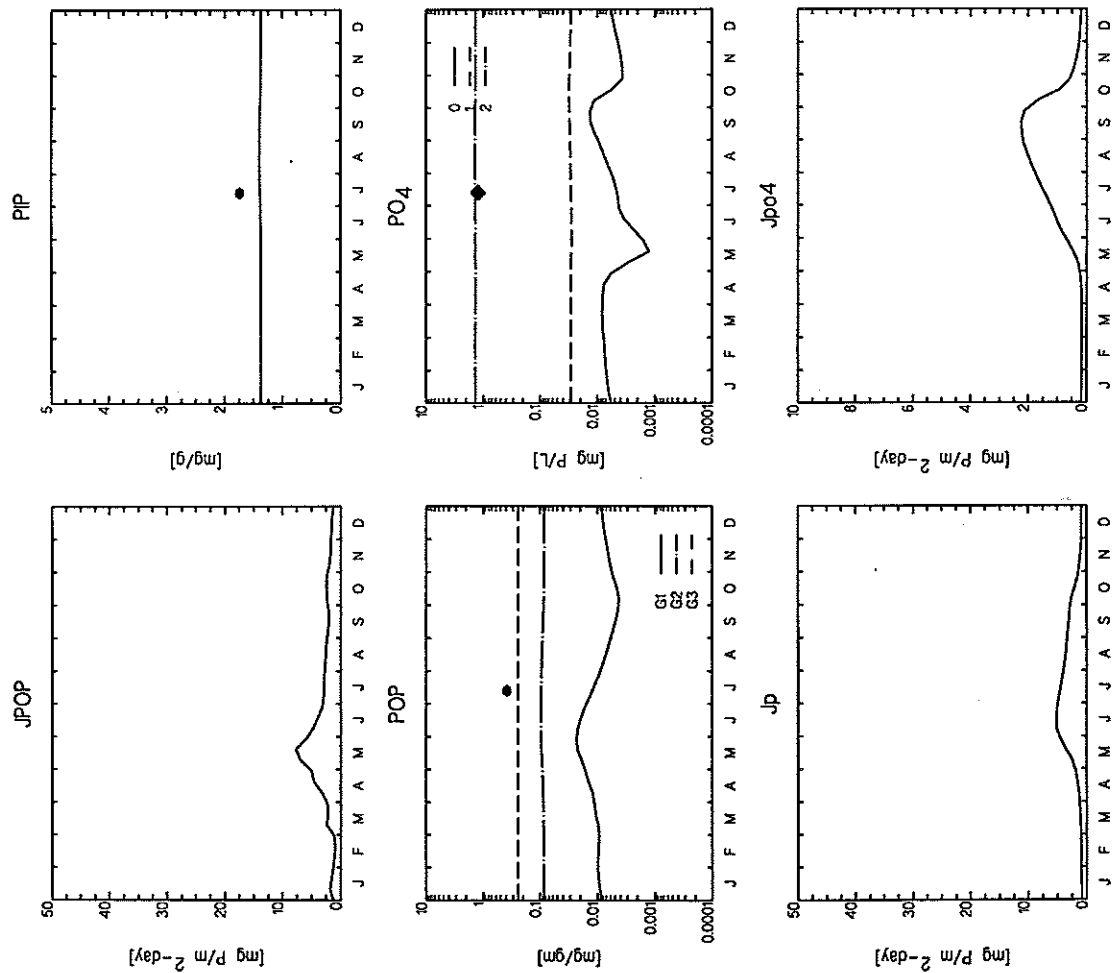 JPOP
[mg P/m 2-day]
50
40
30
20
10
0
J F M A M J J A S O N D
PIP
[mg/g]
5
4
3
2
1
0
J F M A M J J A S O N D
POP
[mg/gm]
10
1
0.1
0.01
0.001
0.0001
G1
G2
G3
J F M A M J J A S O N D
PO4
[mg P/L]
10
1
0.1
0.01
0.001
0.0001
0
1
2
J F M A M J J A S O N D
Jp
[mg P/m 2-day]
50
40
30
20
10
0
J F M A M J J A S O N D
Jpo4
[mg P/m 2-day]
10
8
6
4
2
0
J F M A M J J A S O N D